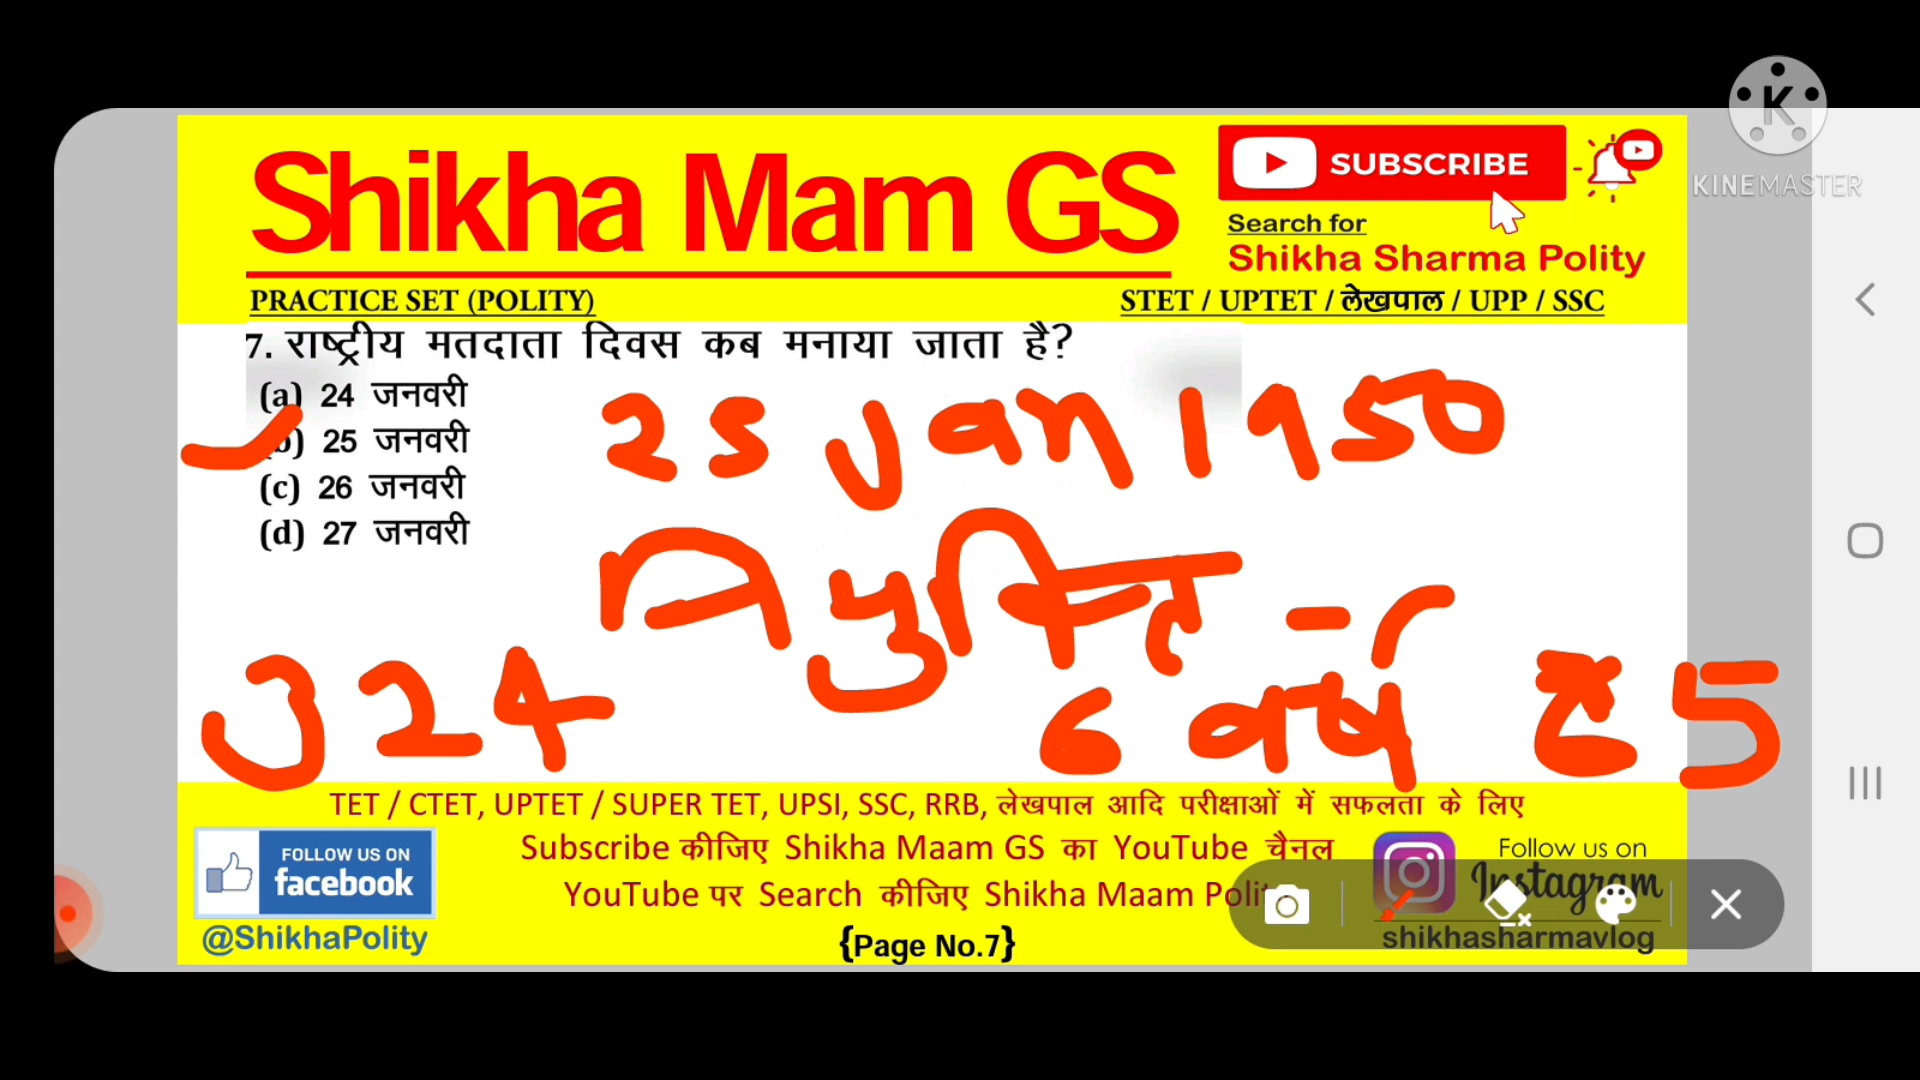 Shikha Mam GS
SUBSCRIBE
Search for
Shikha Sharma Polity
KINEMASTER
PRACTICE SET (POLITY)
STET / UPTET / लेखपाल / UPP / SSC
7. राष्ट्रीय मतदाता दिवस कब मनाया जाता है?
(a) 24 जनवरी
(b) 25 जनवरी
(c) 26 जनवरी
(d) 27 जनवरी
25 Jan 1950
324
6 वर्ष
65
TET / CTET, UPTET / SUPER TET, UPSI, SSC, RRB, लेखपाल आदि परीक्षाओं में सफलता के लिए
Subscribe कीजिए Shikha Maam GS का YouTube चैनल
YouTube पर Search कीजिए Shikha Maam Polity
{Page No.7}
FOLLOW US ON
facebook
@ShikhaPolity
Follow us on
Instagram
shikhasharmavlog